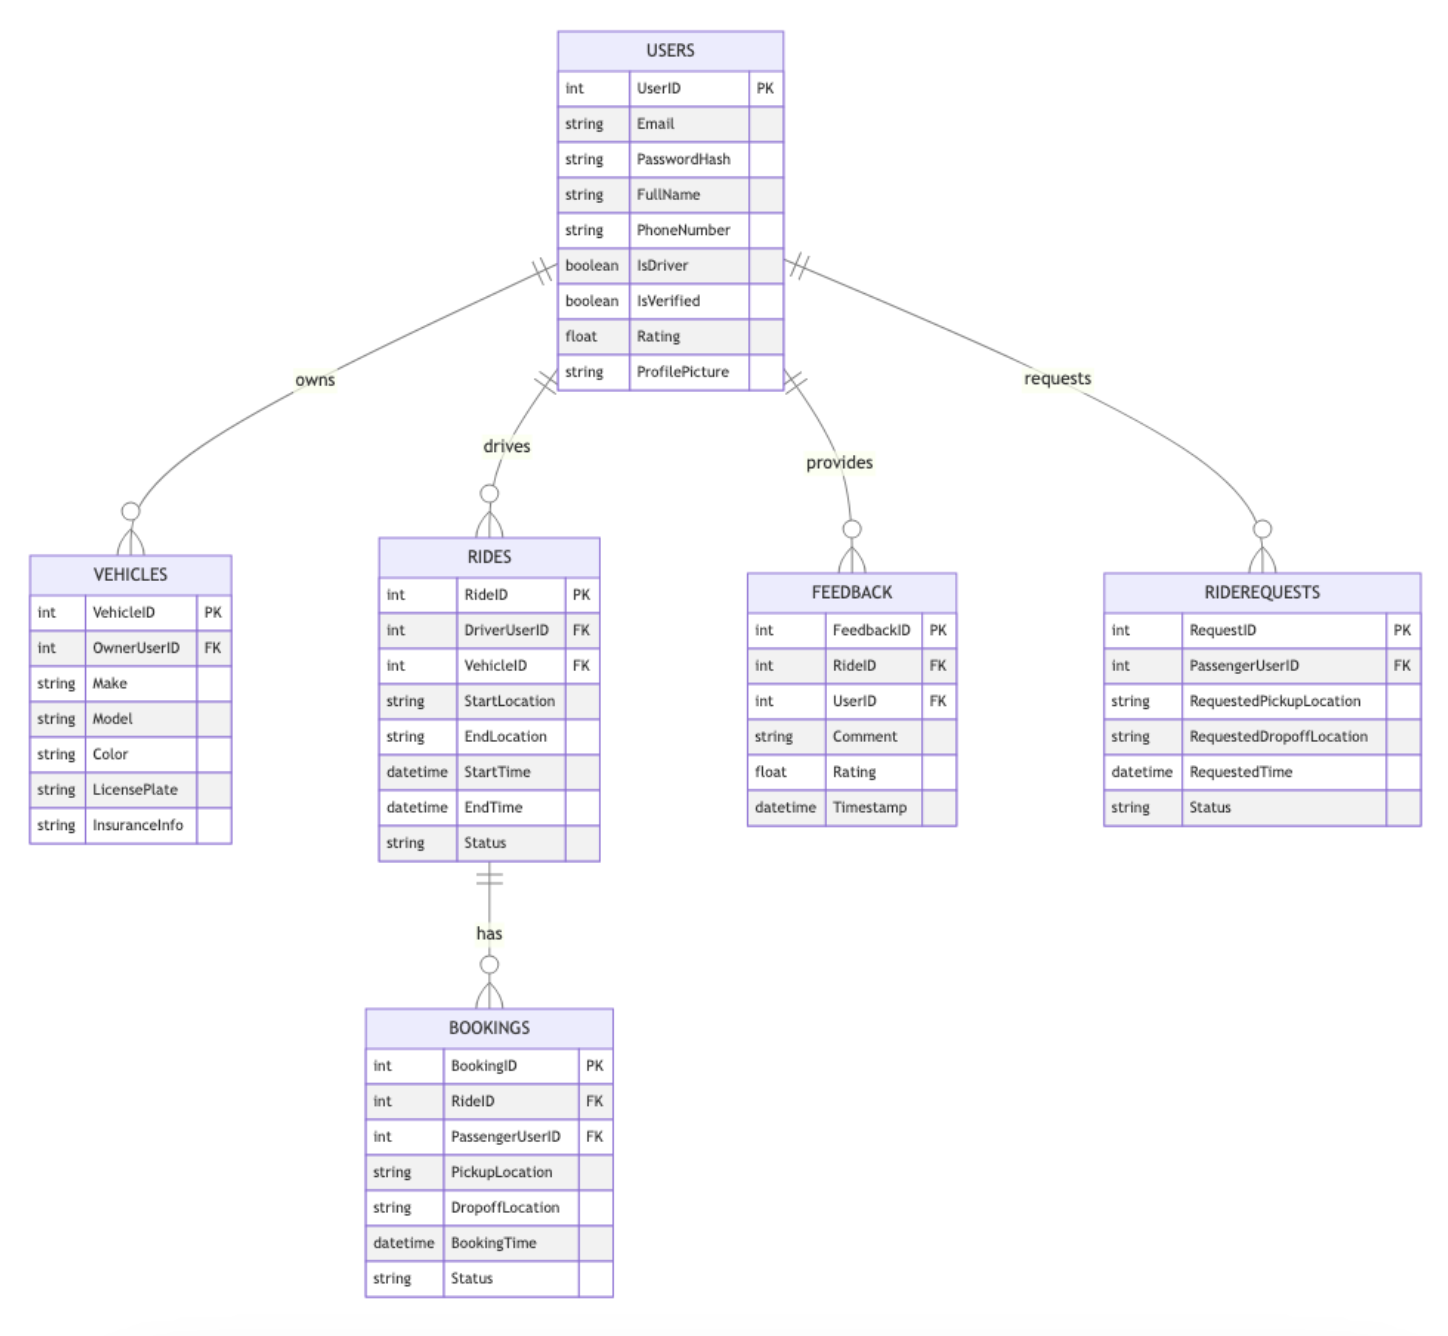 USERS
int UserID PK
string Email
string PasswordHash
string FullName
string PhoneNumber
boolean IsDriver
boolean IsVerified
float Rating
string ProfilePicture
owns
drives
provides
requests
VEHICLES
int VehicleID PK
int OwnerUserID FK
string Make
string Model
string Color
string LicensePlate
string InsuranceInfo
RIDES
int RideID PK
int DriverUserID FK
int VehicleID FK
string StartLocation
string EndLocation
datetime StartTime
datetime EndTime
string Status
FEEDBACK
int FeedbackID PK
int RideID FK
int UserID FK
string Comment
float Rating
datetime Timestamp
RIDEREQUESTS
int RequestID PK
int PassengerUserID FK
string RequestedPickupLocation
string RequestedDropoffLocation
datetime RequestedTime
string Status
has
BOOKINGS
int BookingID PK
int RideID FK
int PassengerUserID FK
string PickupLocation
string DropoffLocation
datetime BookingTime
string Status